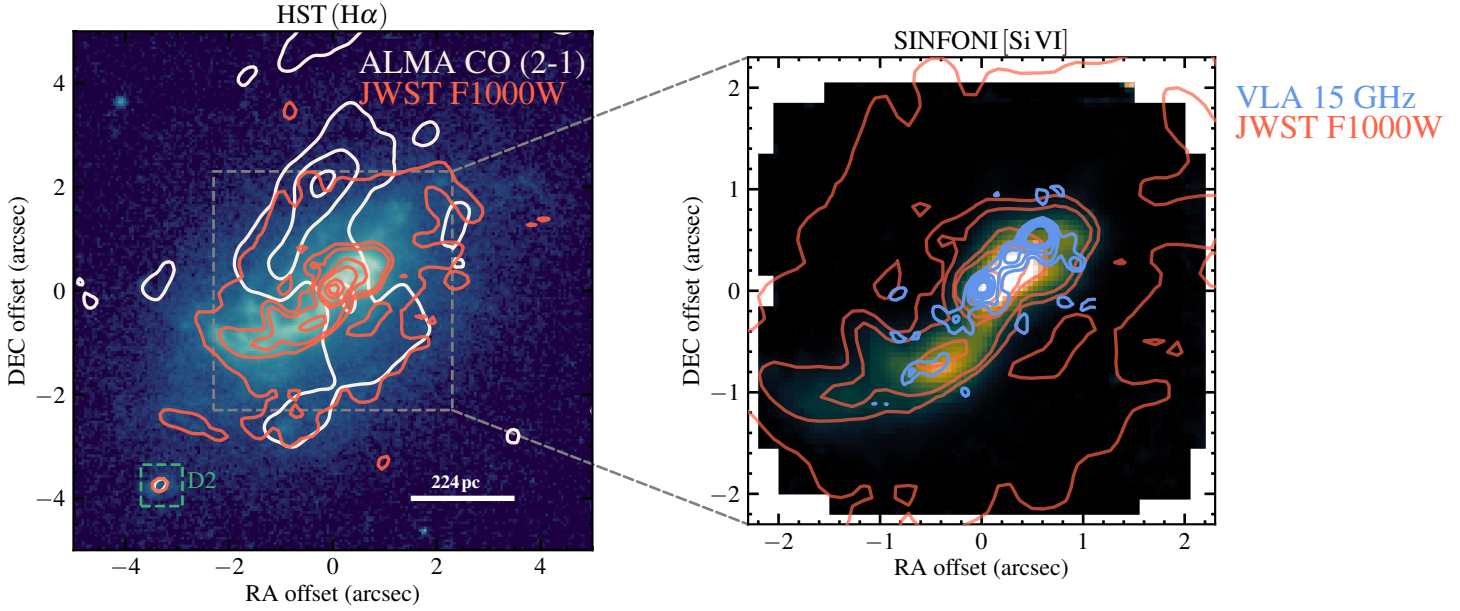 HST (Hα)
ALMA CO (2-1)
JWST F1000W
DEC offset (arcsec)
4
2
0
−2
−4
D2
224 pc
−4 −2 0 2 4
RA offset (arcsec)
SINFONI [Si VI]
VLA 15 GHz
JWST F1000W
DEC offset (arcsec)
2
1
0
−1
−2
−2 −1 0 1 2
RA offset (arcsec)